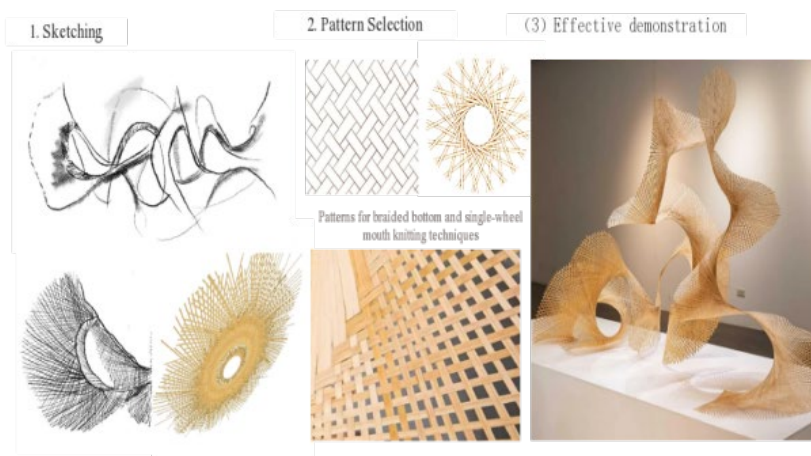 1. Sketching
2. Pattern Selection
(3) Effective demonstration
Patterns for braided bottom and single-wheel
mouth knitting techniques